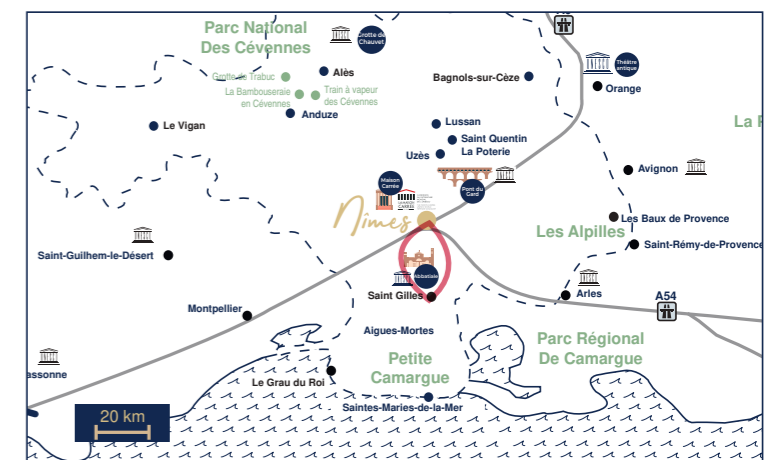 Parc National
Des Cévennes
Grotte de
Chauvet
Théâtre
antique
Grotte de Trabuc
Alès
Bagnols-sur-Cèze
Orange
La Bambouseraie
en Cévennes
Train à vapeur
des Cévennes
Anduze
Le Vigan
Lussan
Saint Quentin
La Poterie
Uzès
La
Avignon
Maison
Carrée
Pont du
Gard
Nîmes
Les Baux de Provence
Les Alpilles
Saint-Rémy-de-Provence
Saint-Guilhem-le-Désert
Abbatiale
Saint Gilles
Arles
A54
Montpellier
Aigues-Mortes
Parc Régional
De Camargue
Petite
Camargue
assonne
Le Grau du Roi
Saintes-Maries-de-la-Mer
20 km